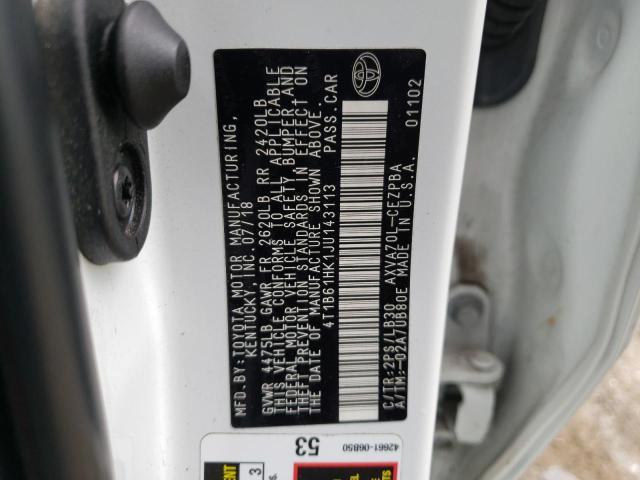 MFD.BY:TOYOTA MOTOR MANUFACTURING,
KENTUCKY, INC. 07/18
GVWR 4475LB GAWR FR 2620LB RR 2420LB
THIS VEHICLE CONFORMS TO ALL APPLICABLE
FEDERAL MOTOR VEHICLE SAFETY, BUMPER AND
THEFT PREVENTION STANDARDS IN EFFECT ON
THE DATE OF MANUFACTURE SHOWN ABOVE.
4T1B61HK1JU143113 PASS.CAR
C/TR:2PS/LB30 AXVA70L-CEZPBA
A/TM:-02A/UB80E MADE IN U.S.A.
01102
53
42661-06B50
3